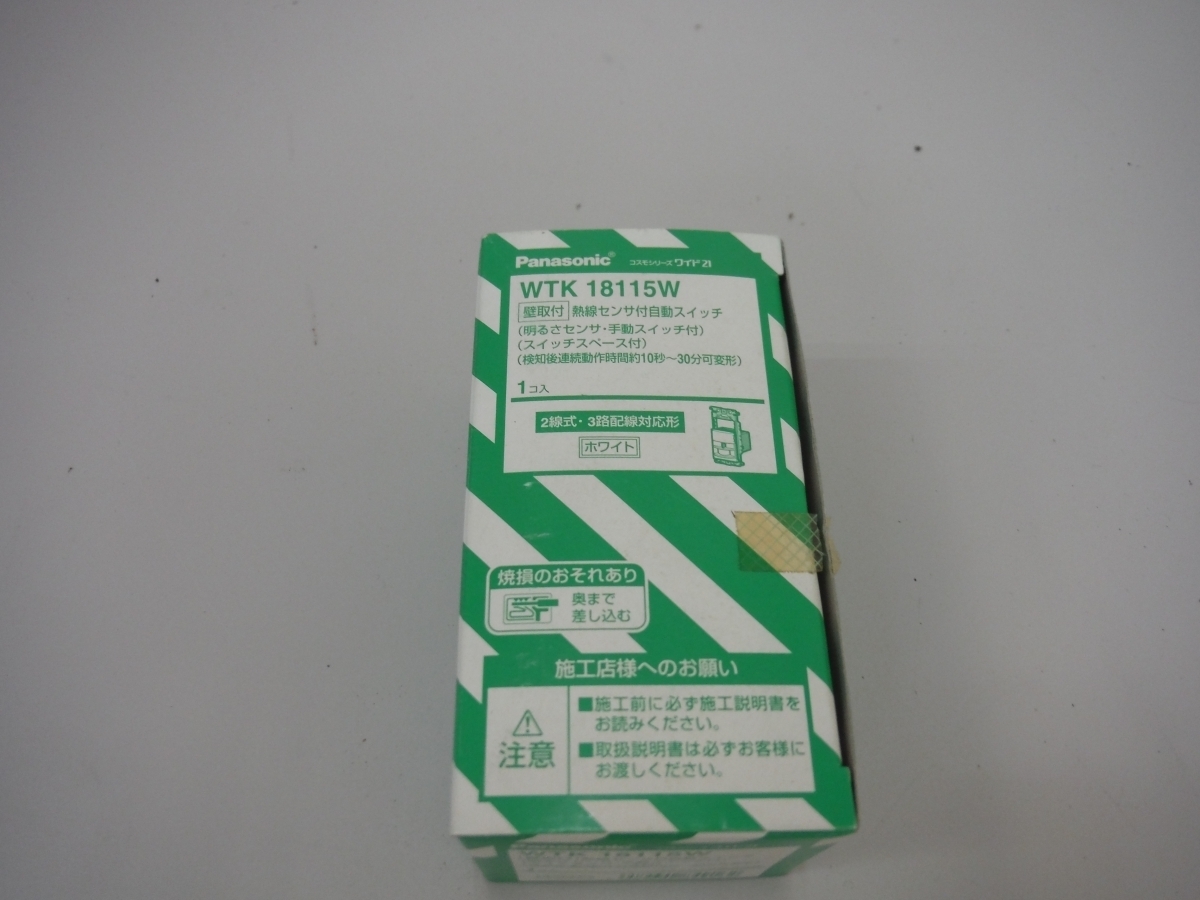 Panasonic® コスモシリーズ ワイド21
WTK 18115W
壁取付 熱線センサ付自動スイッチ
(明るさセンサ・手動スイッチ付)
(スイッチスペース付)
(検知後連続動作時間約10秒〜30分可変形)
1コ入
2線式・3路配線対応形
ホワイト
焼損のおそれあり
奥まで
差し込む
施工店様へのお願い
注意
■施工前に必ず施工説明書を
お読みください。
■取扱説明書は必ずお客様に
お渡しください。
Panasonic
WTK 18115W